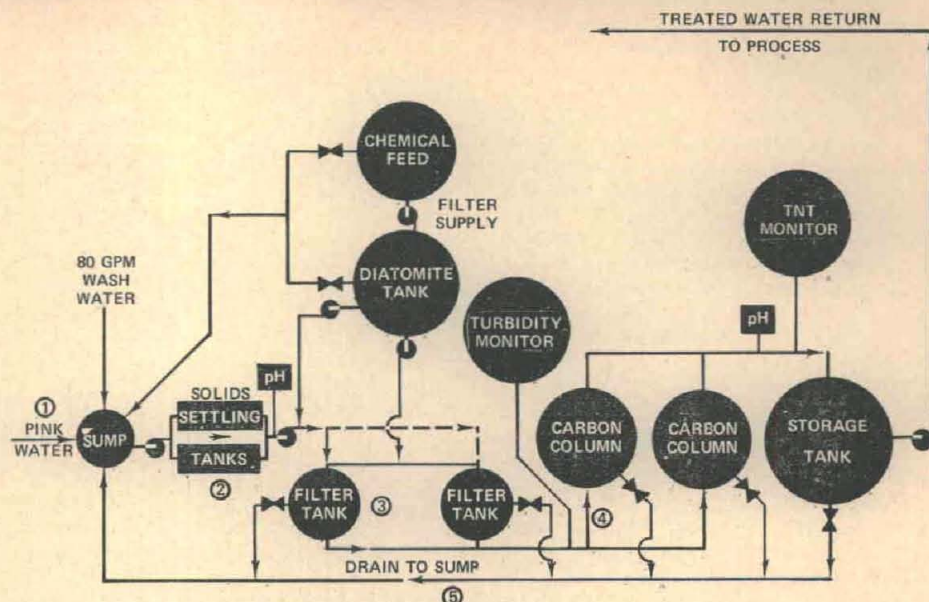 TREATED WATER RETURN
TO PROCESS
CHEMICAL
FEED
FILTER
SUPPLY
TNT
MONITOR
80 GPM
WASH
WATER
DIATOMITE
TANK
TURBIDITY
MONITOR
pH
pH
SOLIDS
SETTLING
TANKS
①
PINK
WATER
SUMP
②
CARBON
COLUMN
CARBON
COLUMN
STORAGE
TANK
FILTER
TANK
③
FILTER
TANK
④
DRAIN TO SUMP
⑤